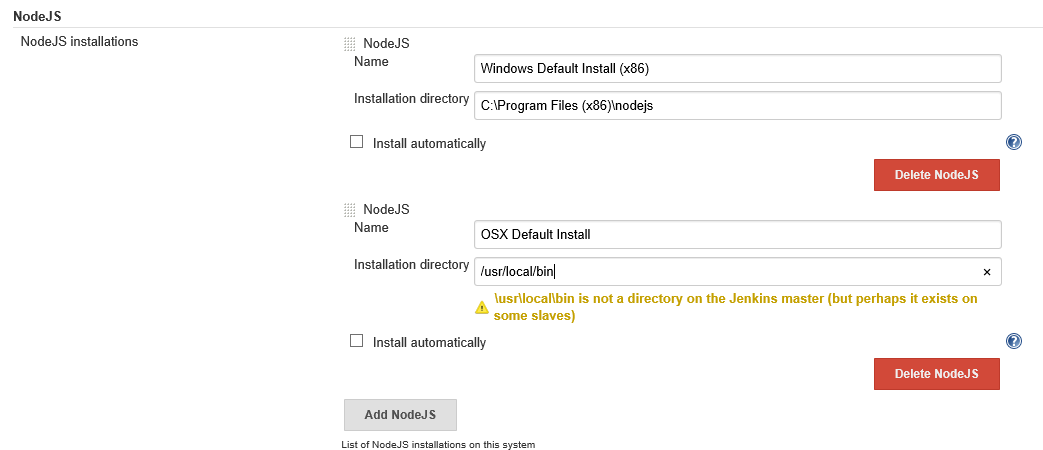 NodeJS
NodeJS installations
NodeJS
Name
Windows Default Install (x86)
Installation directory
C:\Program Files (x86)\nodejs
Install automatically
Delete NodeJS
NodeJS
Name
OSX Default Install
Installation directory
/usr/local/bin
\usr\local\bin is not a directory on the Jenkins master (but perhaps it exists on
some slaves)
Install automatically
Delete NodeJS
Add NodeJS
List of NodeJS installations on this system